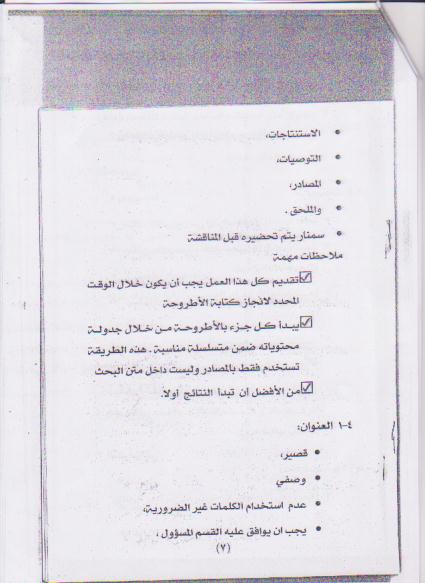 • الاستنتاجات،
• التوصيات،
• المصادر،
• والملحق .
• سمنار يتم تحضيره قبل المناقشة
ملاحظات مهمة
☑تقديم كل هذا العمل يجب أن يكون خلال الوقت
المحدد لانجاز كتابة الأطروحة
☑يبدأ كل جزء بالأطروحة من خلال جدولة
محتوياته ضمن متسلسلة مناسبة . هذه الطريقة
تستخدم فقط بالمصادر وليست داخل متن البحث
☑من الأفضل ان تبدأ النتائج أولا.
٤-١ العنوان:
• قصير،
• وصفي
• عدم استخدام الكلمات غير الضرورية،
• يجب ان يوافق عليه القسم المسؤول ،
(٧)